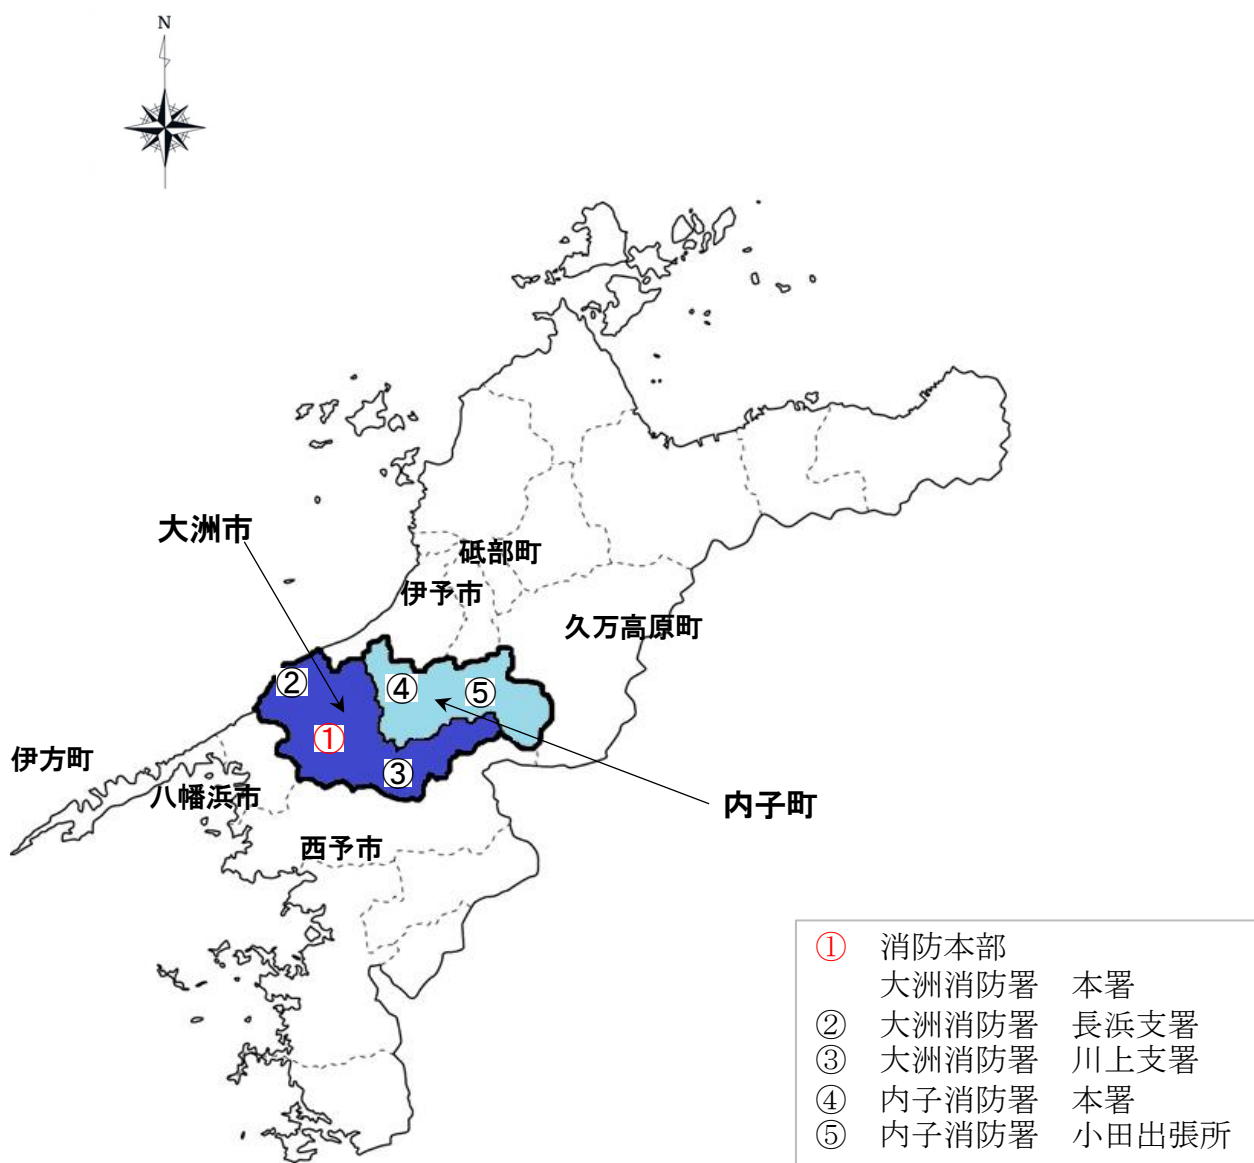 N
大洲市
砥部町
伊予市
久万高原町
②
④
⑤
①
③
伊方町
八幡浜市
内子町
西予市
① 消防本部
大洲消防署 本署
② 大洲消防署 長浜支署
③ 大洲消防署 川上支署
④ 内子消防署 本署
⑤ 内子消防署 小田出張所